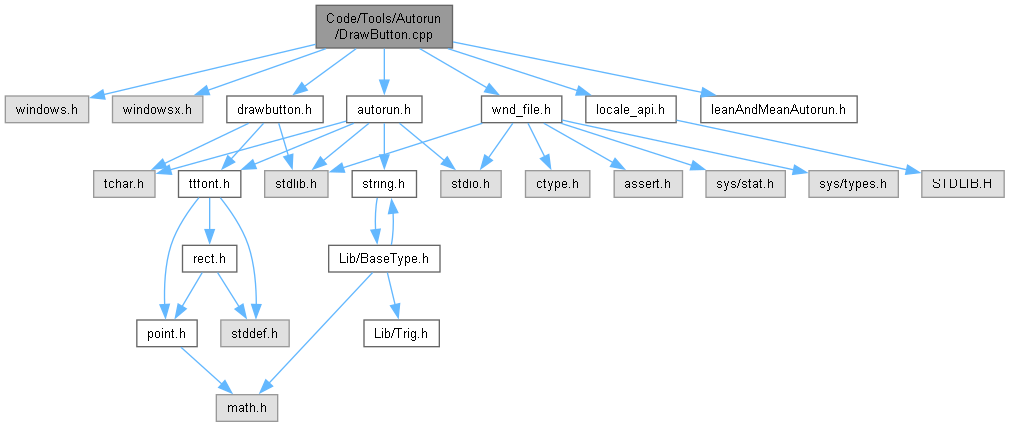 Code/Tools/Autorun
/DrawButton.cpp
windows.h
windowsx.h
drawbutton.h
autorun.h
wnd_file.h
locale_api.h
leanAndMeanAutorun.h
tchar.h
ttfont.h
stdlib.h
string.h
stdio.h
ctype.h
assert.h
sys/stat.h
sys/types.h
STDLIB.H
rect.h
Lib/BaseType.h
point.h
stddef.h
Lib/Trig.h
math.h